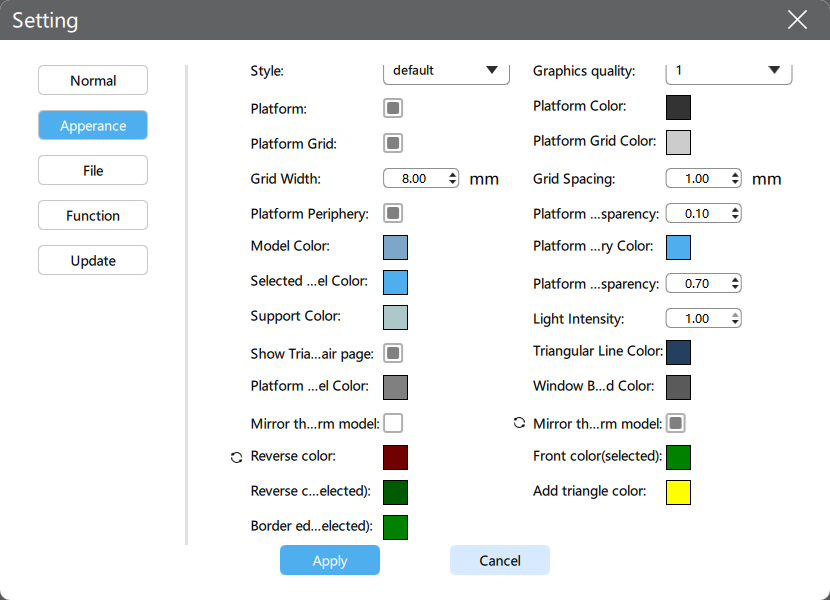 Setting
Normal
Apperance
File
Function
Update
Style: default Graphics quality: 1
Platform: Platform Color:
Platform Grid: Platform Grid Color:
Grid Width: 8.00 mm Grid Spacing: 1.00 mm
Platform Periphery: Platform ...sparency: 0.10
Model Color: Platform ...ry Color:
Selected ...el Color: Platform ...sparency: 0.70
Support Color: Light Intensity: 1.00
Show Tria...air page: Triangular Line Color:
Platform ...el Color: Window B...d Color:
Mirror th...rm model: Mirror th...rm model:
Reverse color: Front color(selected):
Reverse c...elected): Add triangle color:
Border ed...elected):
Apply Cancel